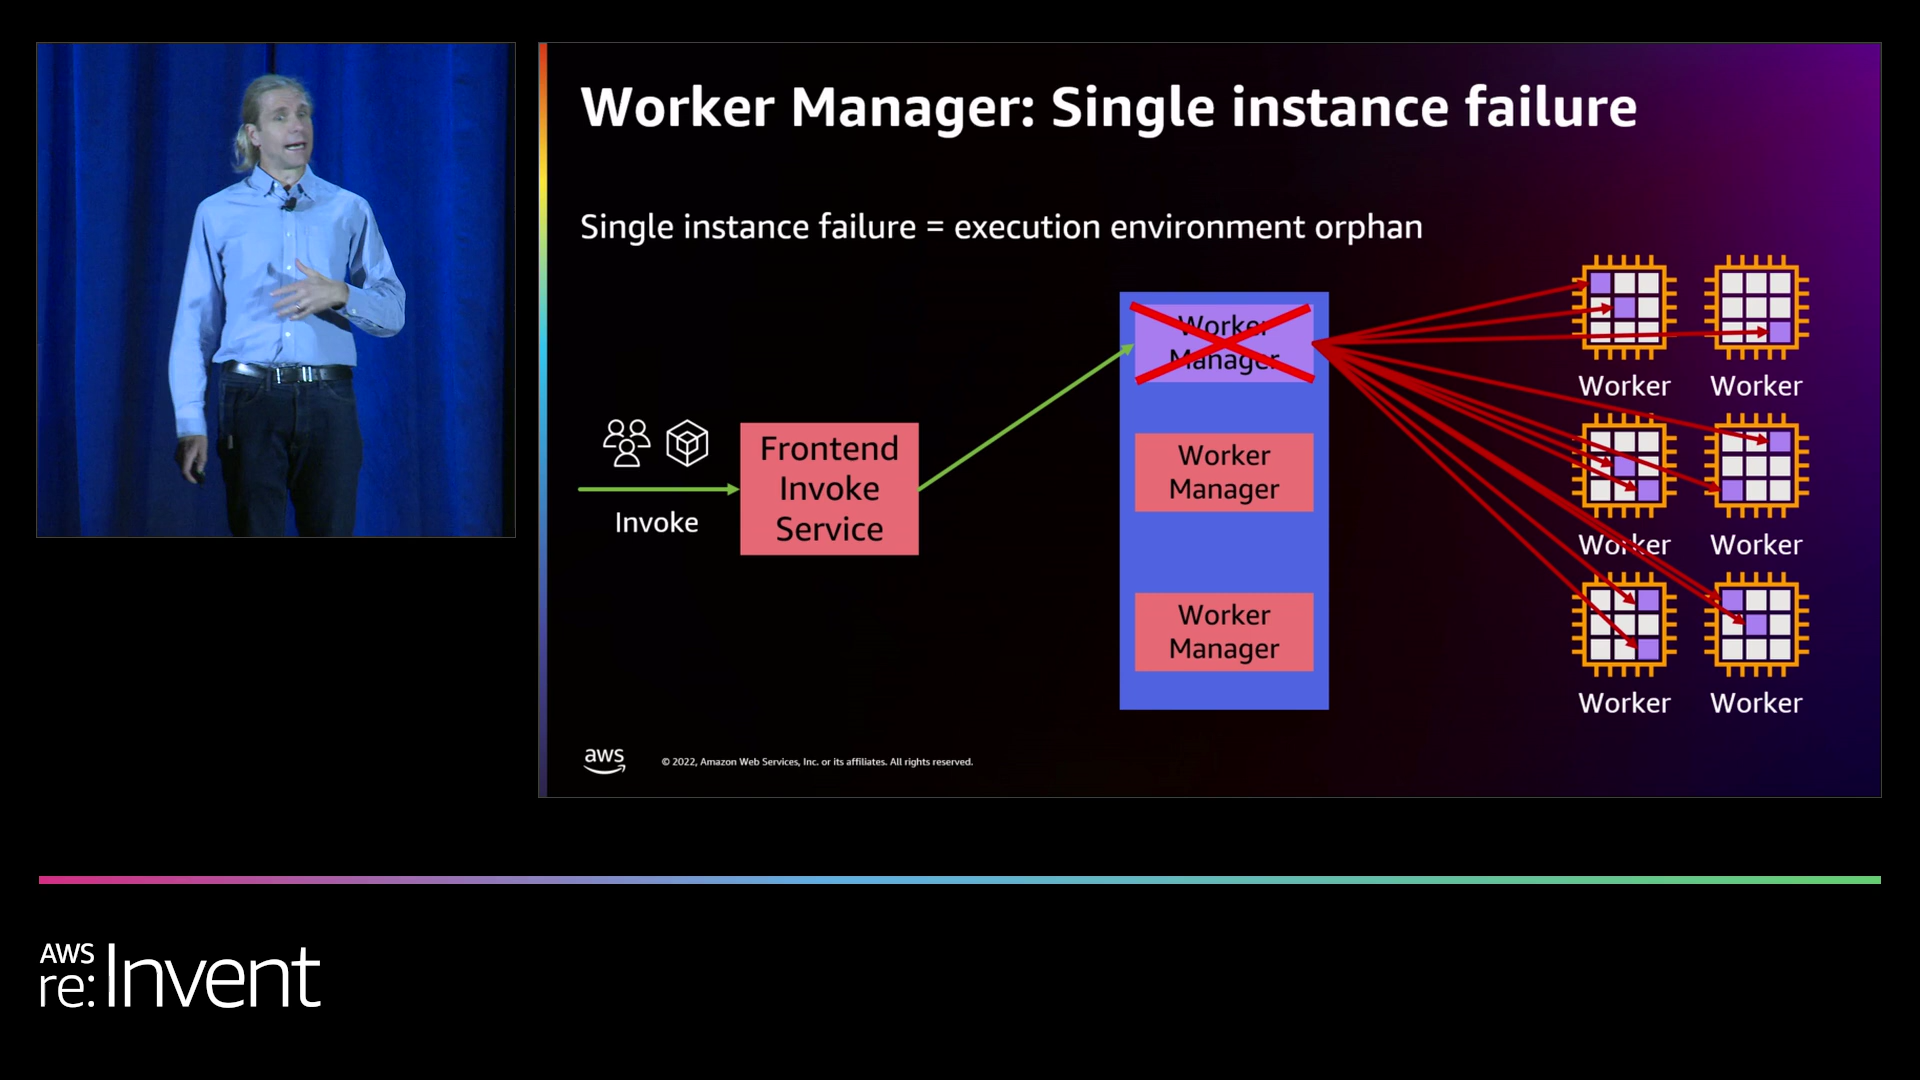 Worker Manager: Single instance failure
Single instance failure = execution environment orphan
Invoke
Frontend
Invoke
Service
Worker
Manager
Worker
Manager
Worker
Manager
Worker
Worker
Worker
Worker
Worker
Worker
aws
© 2022, Amazon Web Services, Inc. or its affiliates. All rights reserved.
AWS
re:Invent